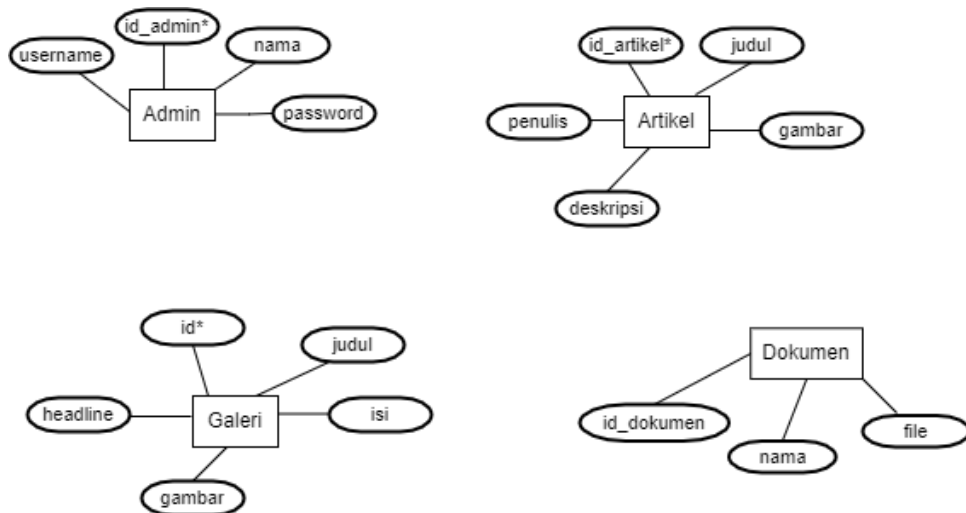 id_admin*
username
nama
Admin
password
id_artikel*
judul
penulis
Artikel
gambar
deskripsi
id*
judul
headline
Galeri
isi
gambar
Dokumen
id_dokumen
nama
file